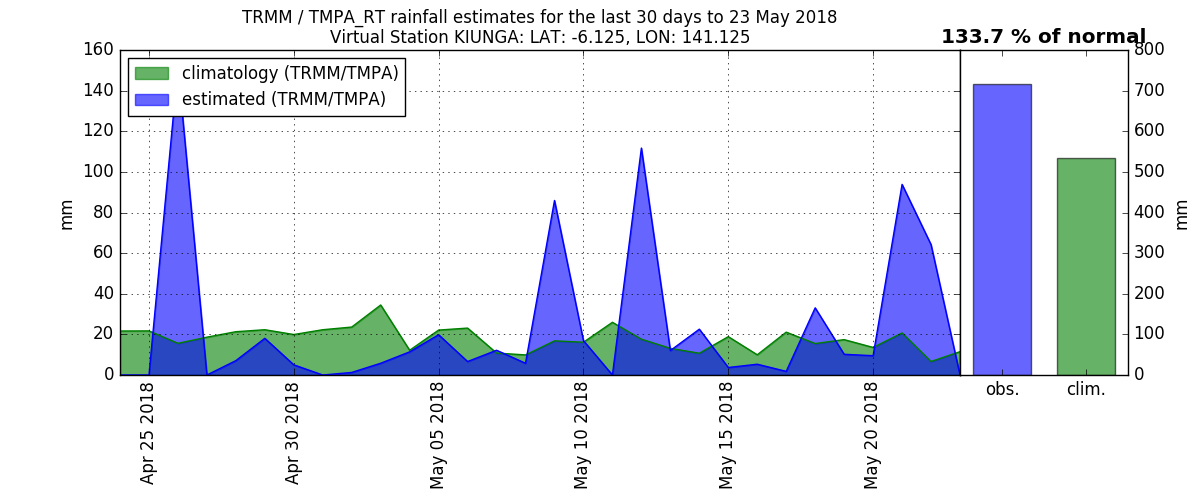 TRMM / TMPA_RT rainfall estimates for the last 30 days to 23 May 2018
Virtual Station KIUNGA: LAT: -6.125, LON: 141.125
133.7 % of normal
climatology (TRMM/TMPA)
estimated (TRMM/TMPA)
160
140
120
100
80
60
40
20
0
mm
Apr 25 2018
Apr 30 2018
May 05 2018
May 10 2018
May 15 2018
May 20 2018
obs.
clim.
800
700
600
500
400
300
200
100
0
mm